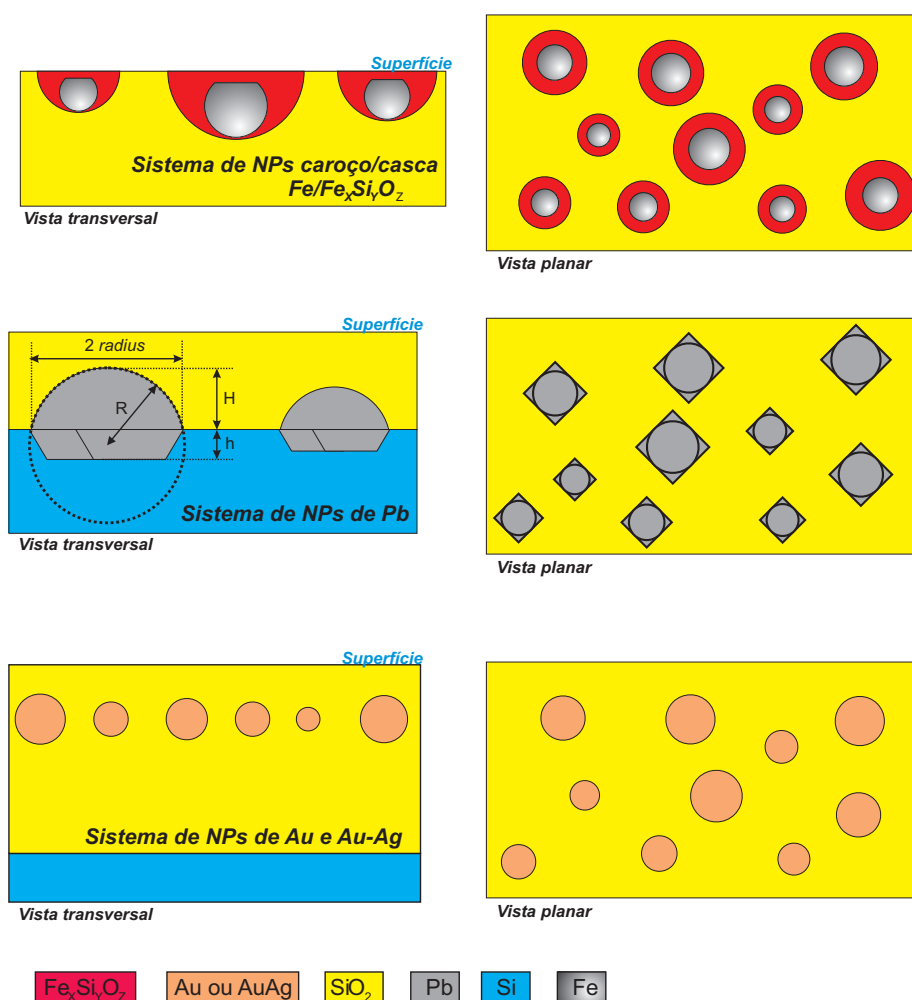 Superfície
Sistema de NPs caroço/casca
Fe/FeXSiYOZ
Vista transversal
Vista planar
Superfície
2 radius
R
H
h
Sistema de NPs de Pb
Vista transversal
Vista planar
Superfície
Sistema de NPs de Au e Au-Ag
Vista transversal
Vista planar
FeXSiYOZ
Au ou AuAg
SiO2
Pb
Si
Fe